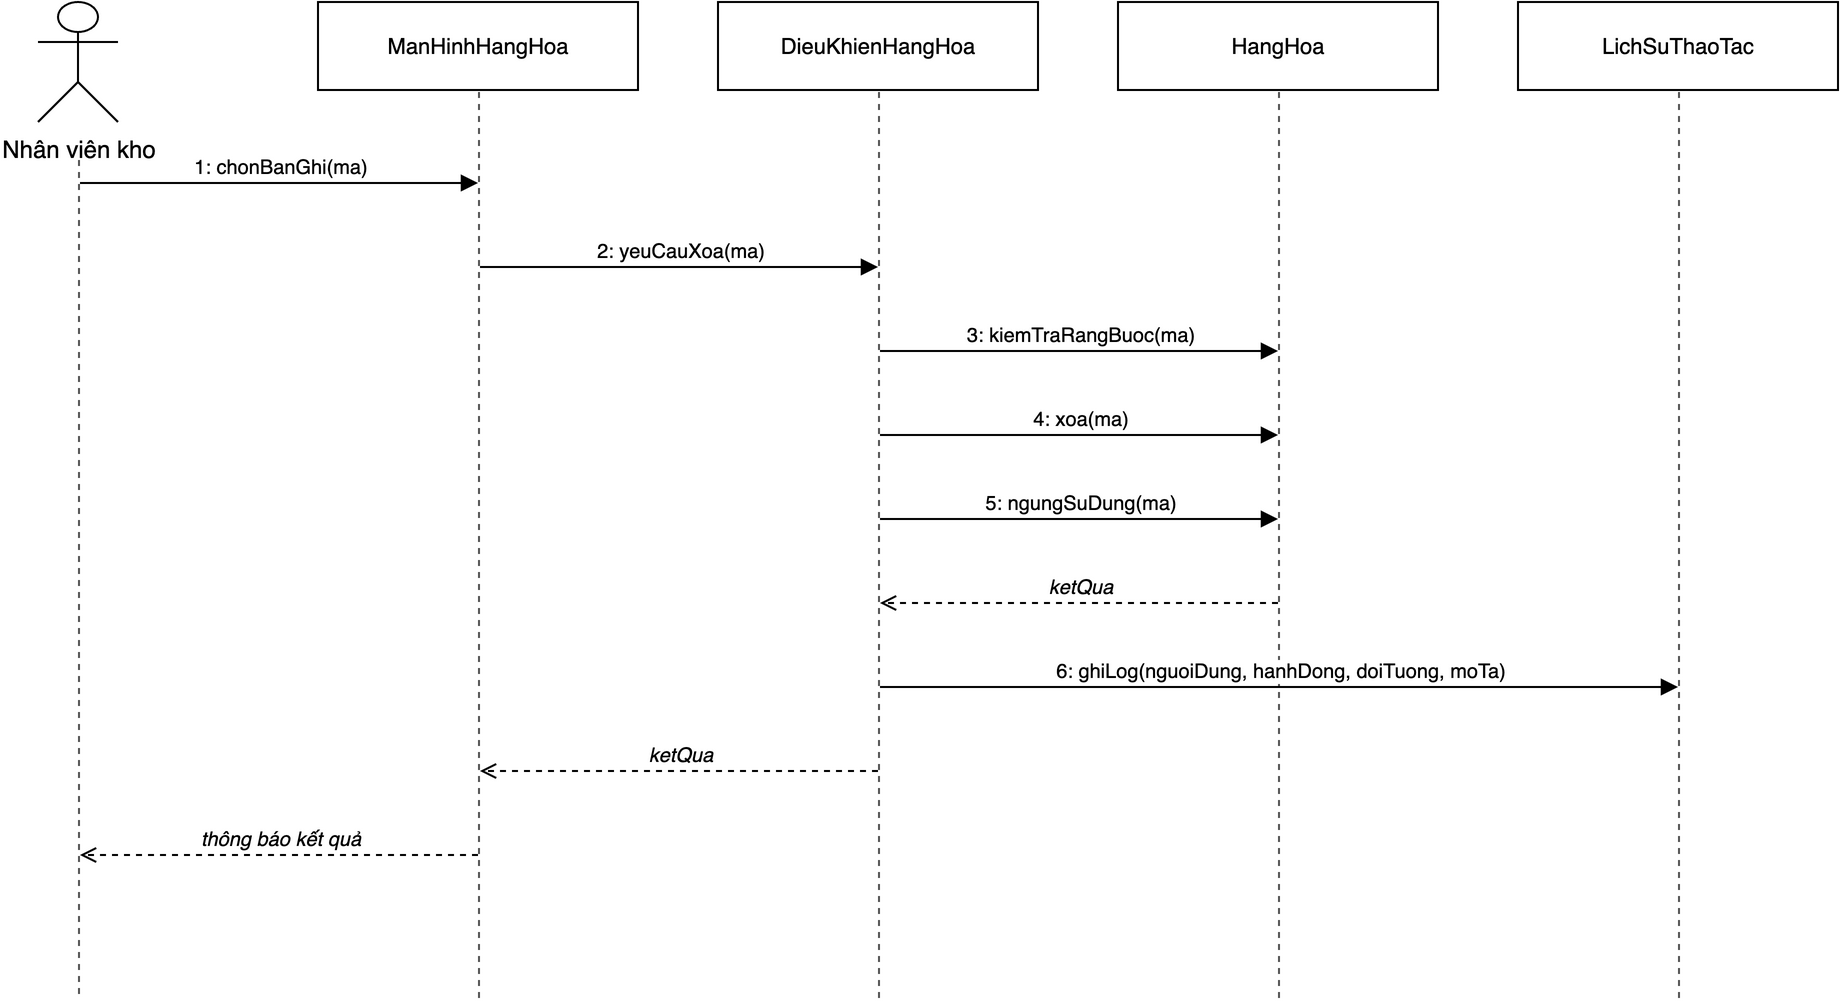 ManHinhHangHoa
DieuKhienHangHoa
HangHoa
LichSuThaoTac
Nhân viên kho
1: chonBanGhi(ma)
2: yeuCauXoa(ma)
3: kiemTraRangBuoc(ma)
4: xoa(ma)
5: ngungSuDung(ma)
ketQua
6: ghiLog(nguoiDung, hanhDong, doiTuong, moTa)
ketQua
thông báo kết quả